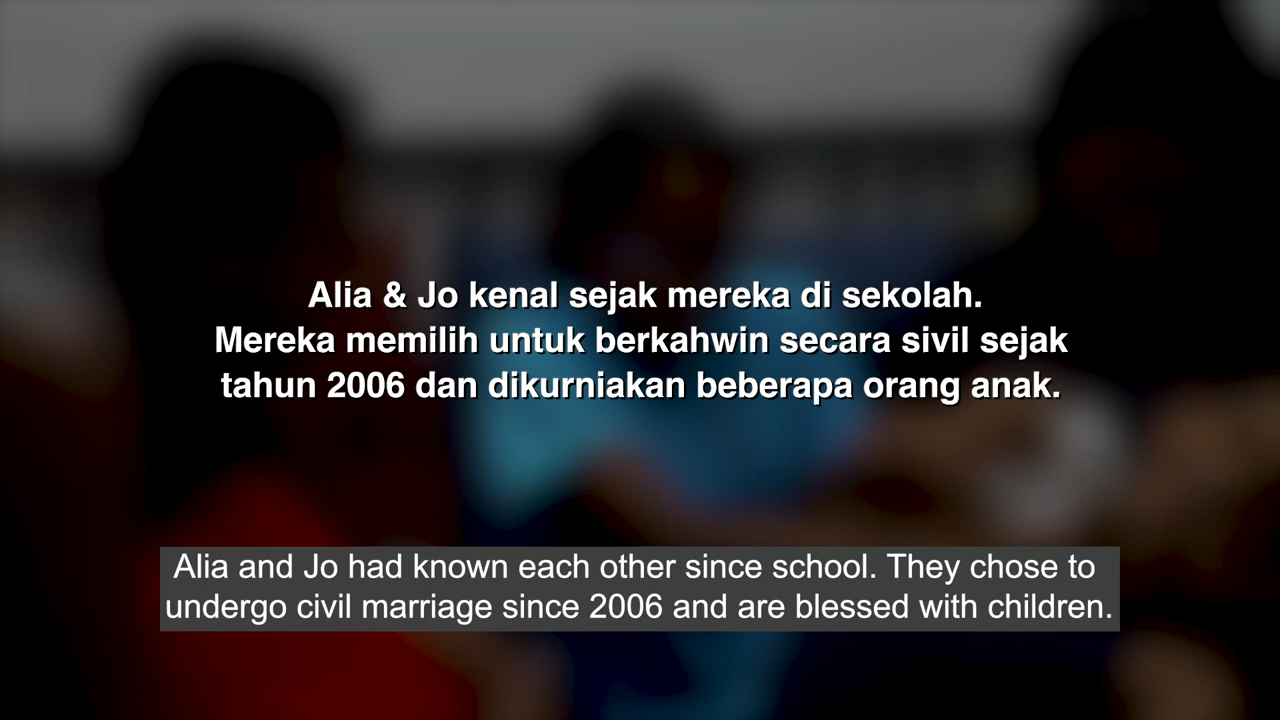 Alia & Jo kenal sejak mereka di sekolah.
Mereka memilih untuk berkahwin secara sivil sejak
tahun 2006 dan dikurniakan beberapa orang anak.
Alia and Jo had known each other since school. They chose to
undergo civil marriage since 2006 and are blessed with children.